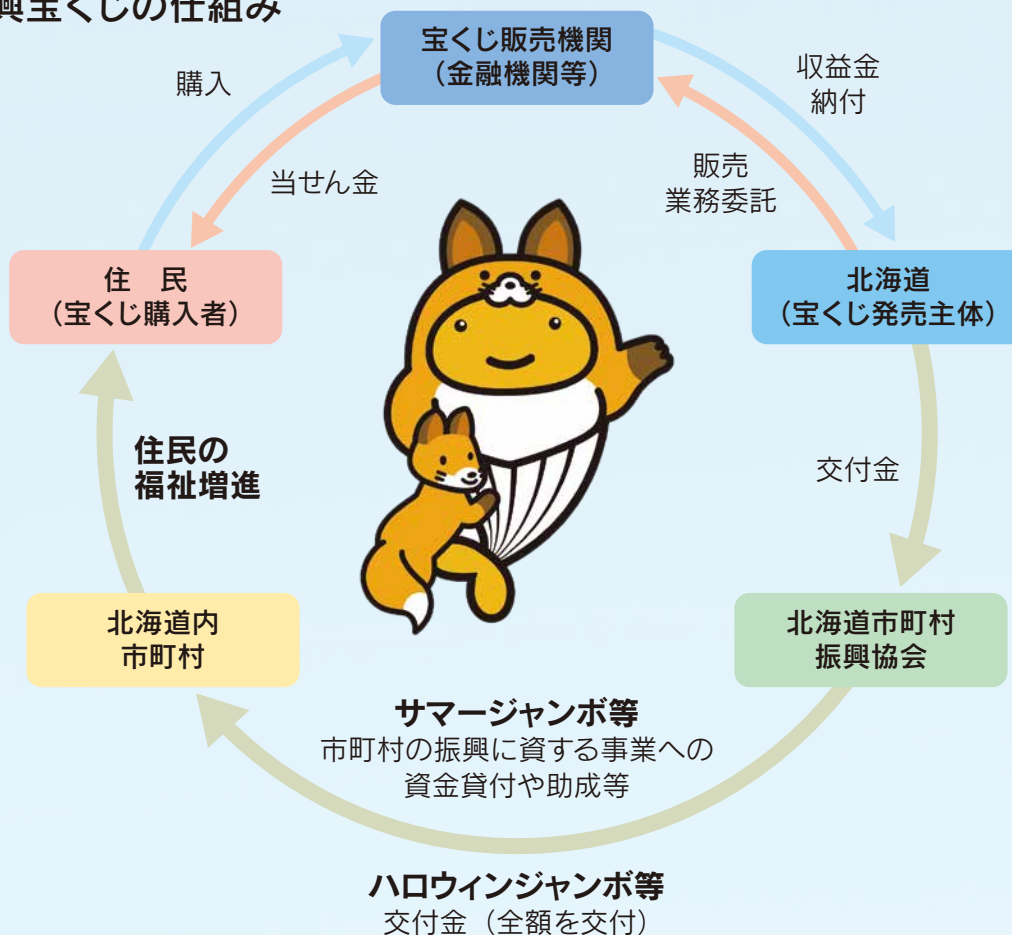 興宝くじの仕組み
宝くじ販売機関
（金融機関等）
購入
収益金
納付
当せん金
販売
業務委託
住　民
（宝くじ購入者）
北海道
（宝くじ発売主体）
住民の
福祉増進
交付金
北海道内
市町村
北海道市町村
振興協会
サマージャンボ等
市町村の振興に資する事業への
資金貸付や助成等
ハロウィンジャンボ等
交付金（全額を交付）